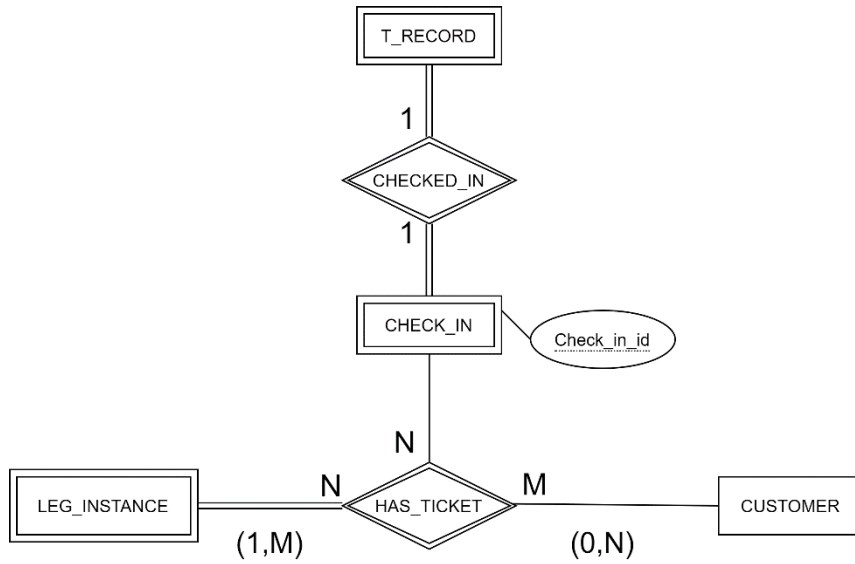 T_RECORD
1
CHECKED_IN
1
CHECK_IN
Check_in_id
N
LEG_INSTANCE
N
HAS_TICKET
M
CUSTOMER
(1,M)
(0,N)